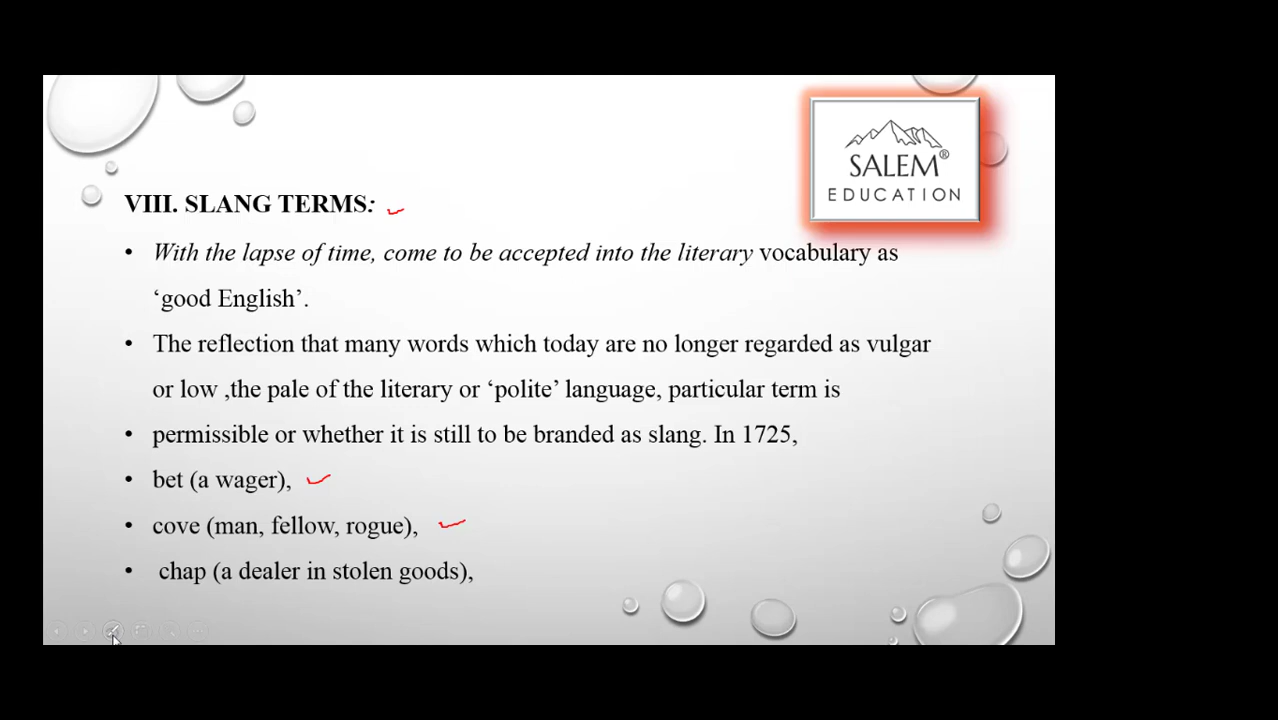 SALEM®
EDUCATION
VIII. SLANG TERMS:
• With the lapse of time, come to be accepted into the literary vocabulary as
‘good English’.
• The reflection that many words which today are no longer regarded as vulgar
or low ,the pale of the literary or ‘polite’ language, particular term is
• permissible or whether it is still to be branded as slang. In 1725,
• bet (a wager),
• cove (man, fellow, rogue),
• chap (a dealer in stolen goods),